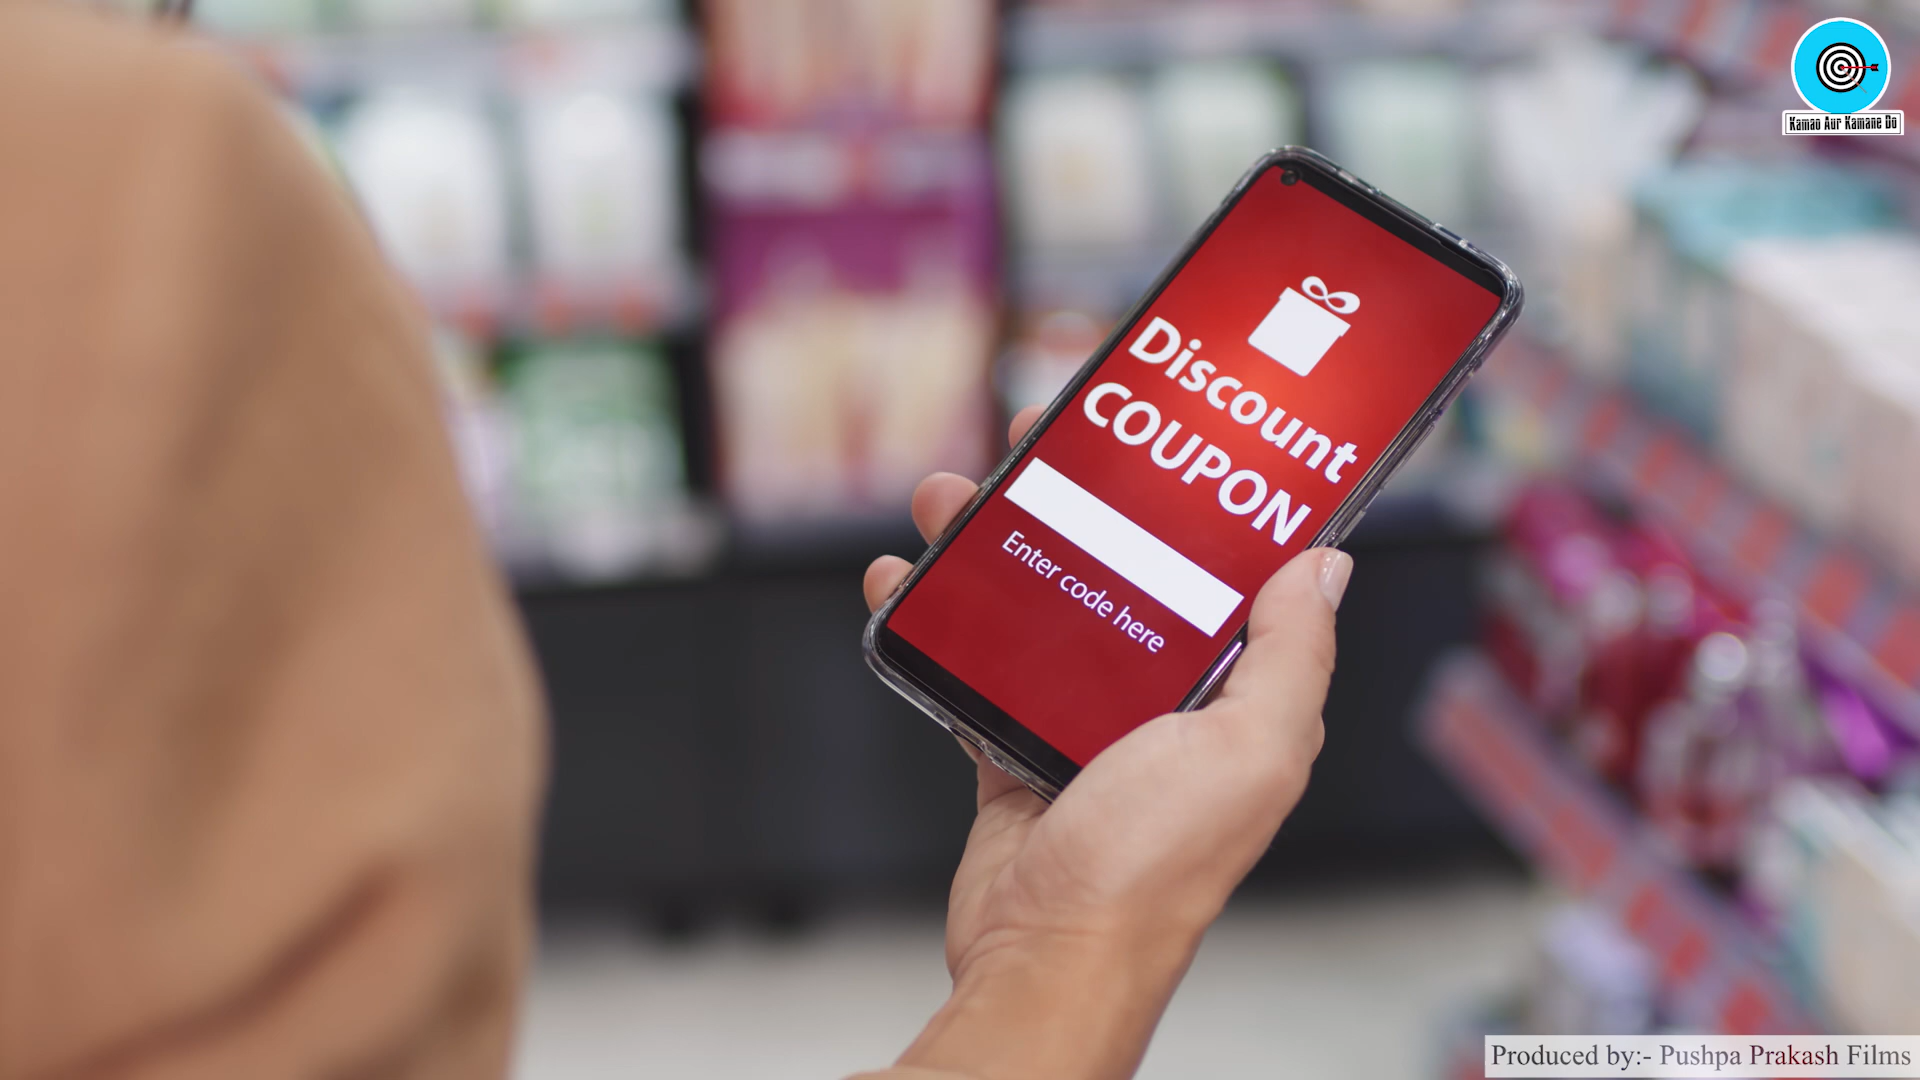 Kamao Aur Kamane Do
Discount
COUPON
Enter code here
Produced by:- Pushpa Prakash Films